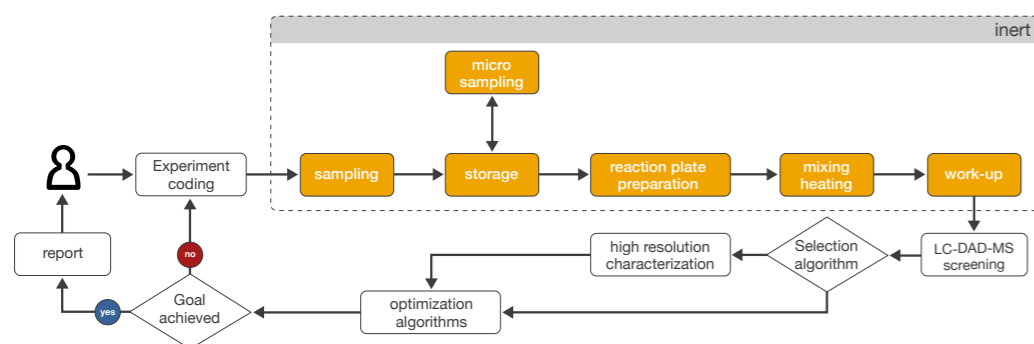 inert
micro
sampling
Experiment
coding
sampling
storage
reaction plate
preparation
mixing
heating
work-up
report
no
high resolution
characterization
Selection
algorithm
LC-DAD-MS
screening
yes
Goal
achieved
optimization
algorithms